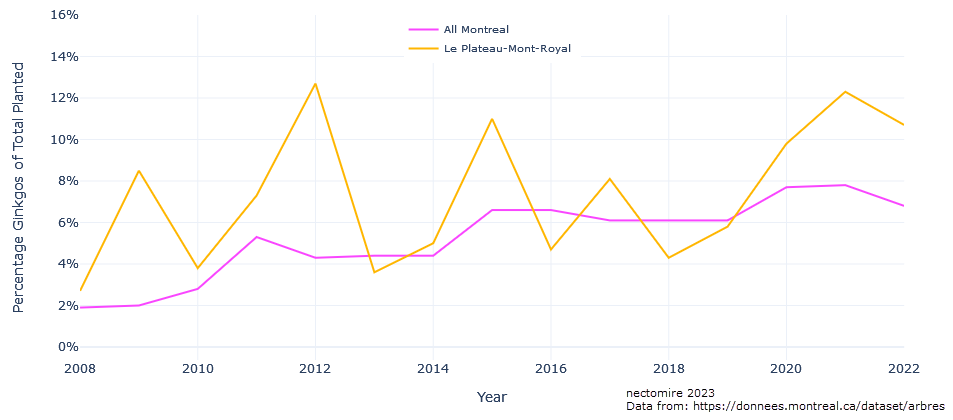 16%
14%
12%
10%
8%
6%
4%
2%
0%
Percentage Ginkgos of Total Planted
All Montreal
Le Plateau-Mont-Royal
2008 2010 2012 2014 2016 2018 2020 2022
Year
nectomire 2023
Data from: https://donnees.montreal.ca/dataset/arbres